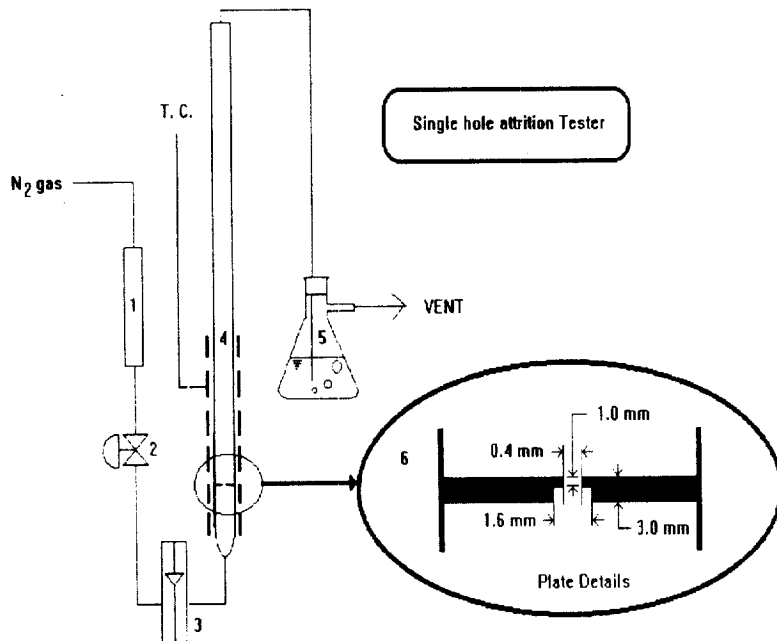 Single hole attrition Tester
T. C.
N2 gas
1
2
3
4
5
VENT
6
1.0 mm
0.4 mm
1.6 mm
3.0 mm
Plate Details